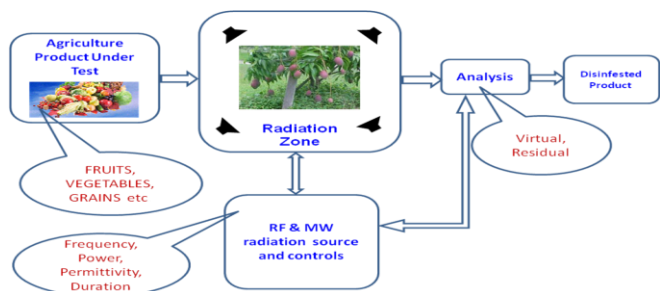 Agriculture
Product Under
Test
FRUITS,
VEGETABLES,
GRAINS etc
Radiation
Zone
Analysis
Disinfested
Product
Virtual,
Residual
RF & MW
radiation source
and controls
Frequency,
Power,
Permittivity,
Duration